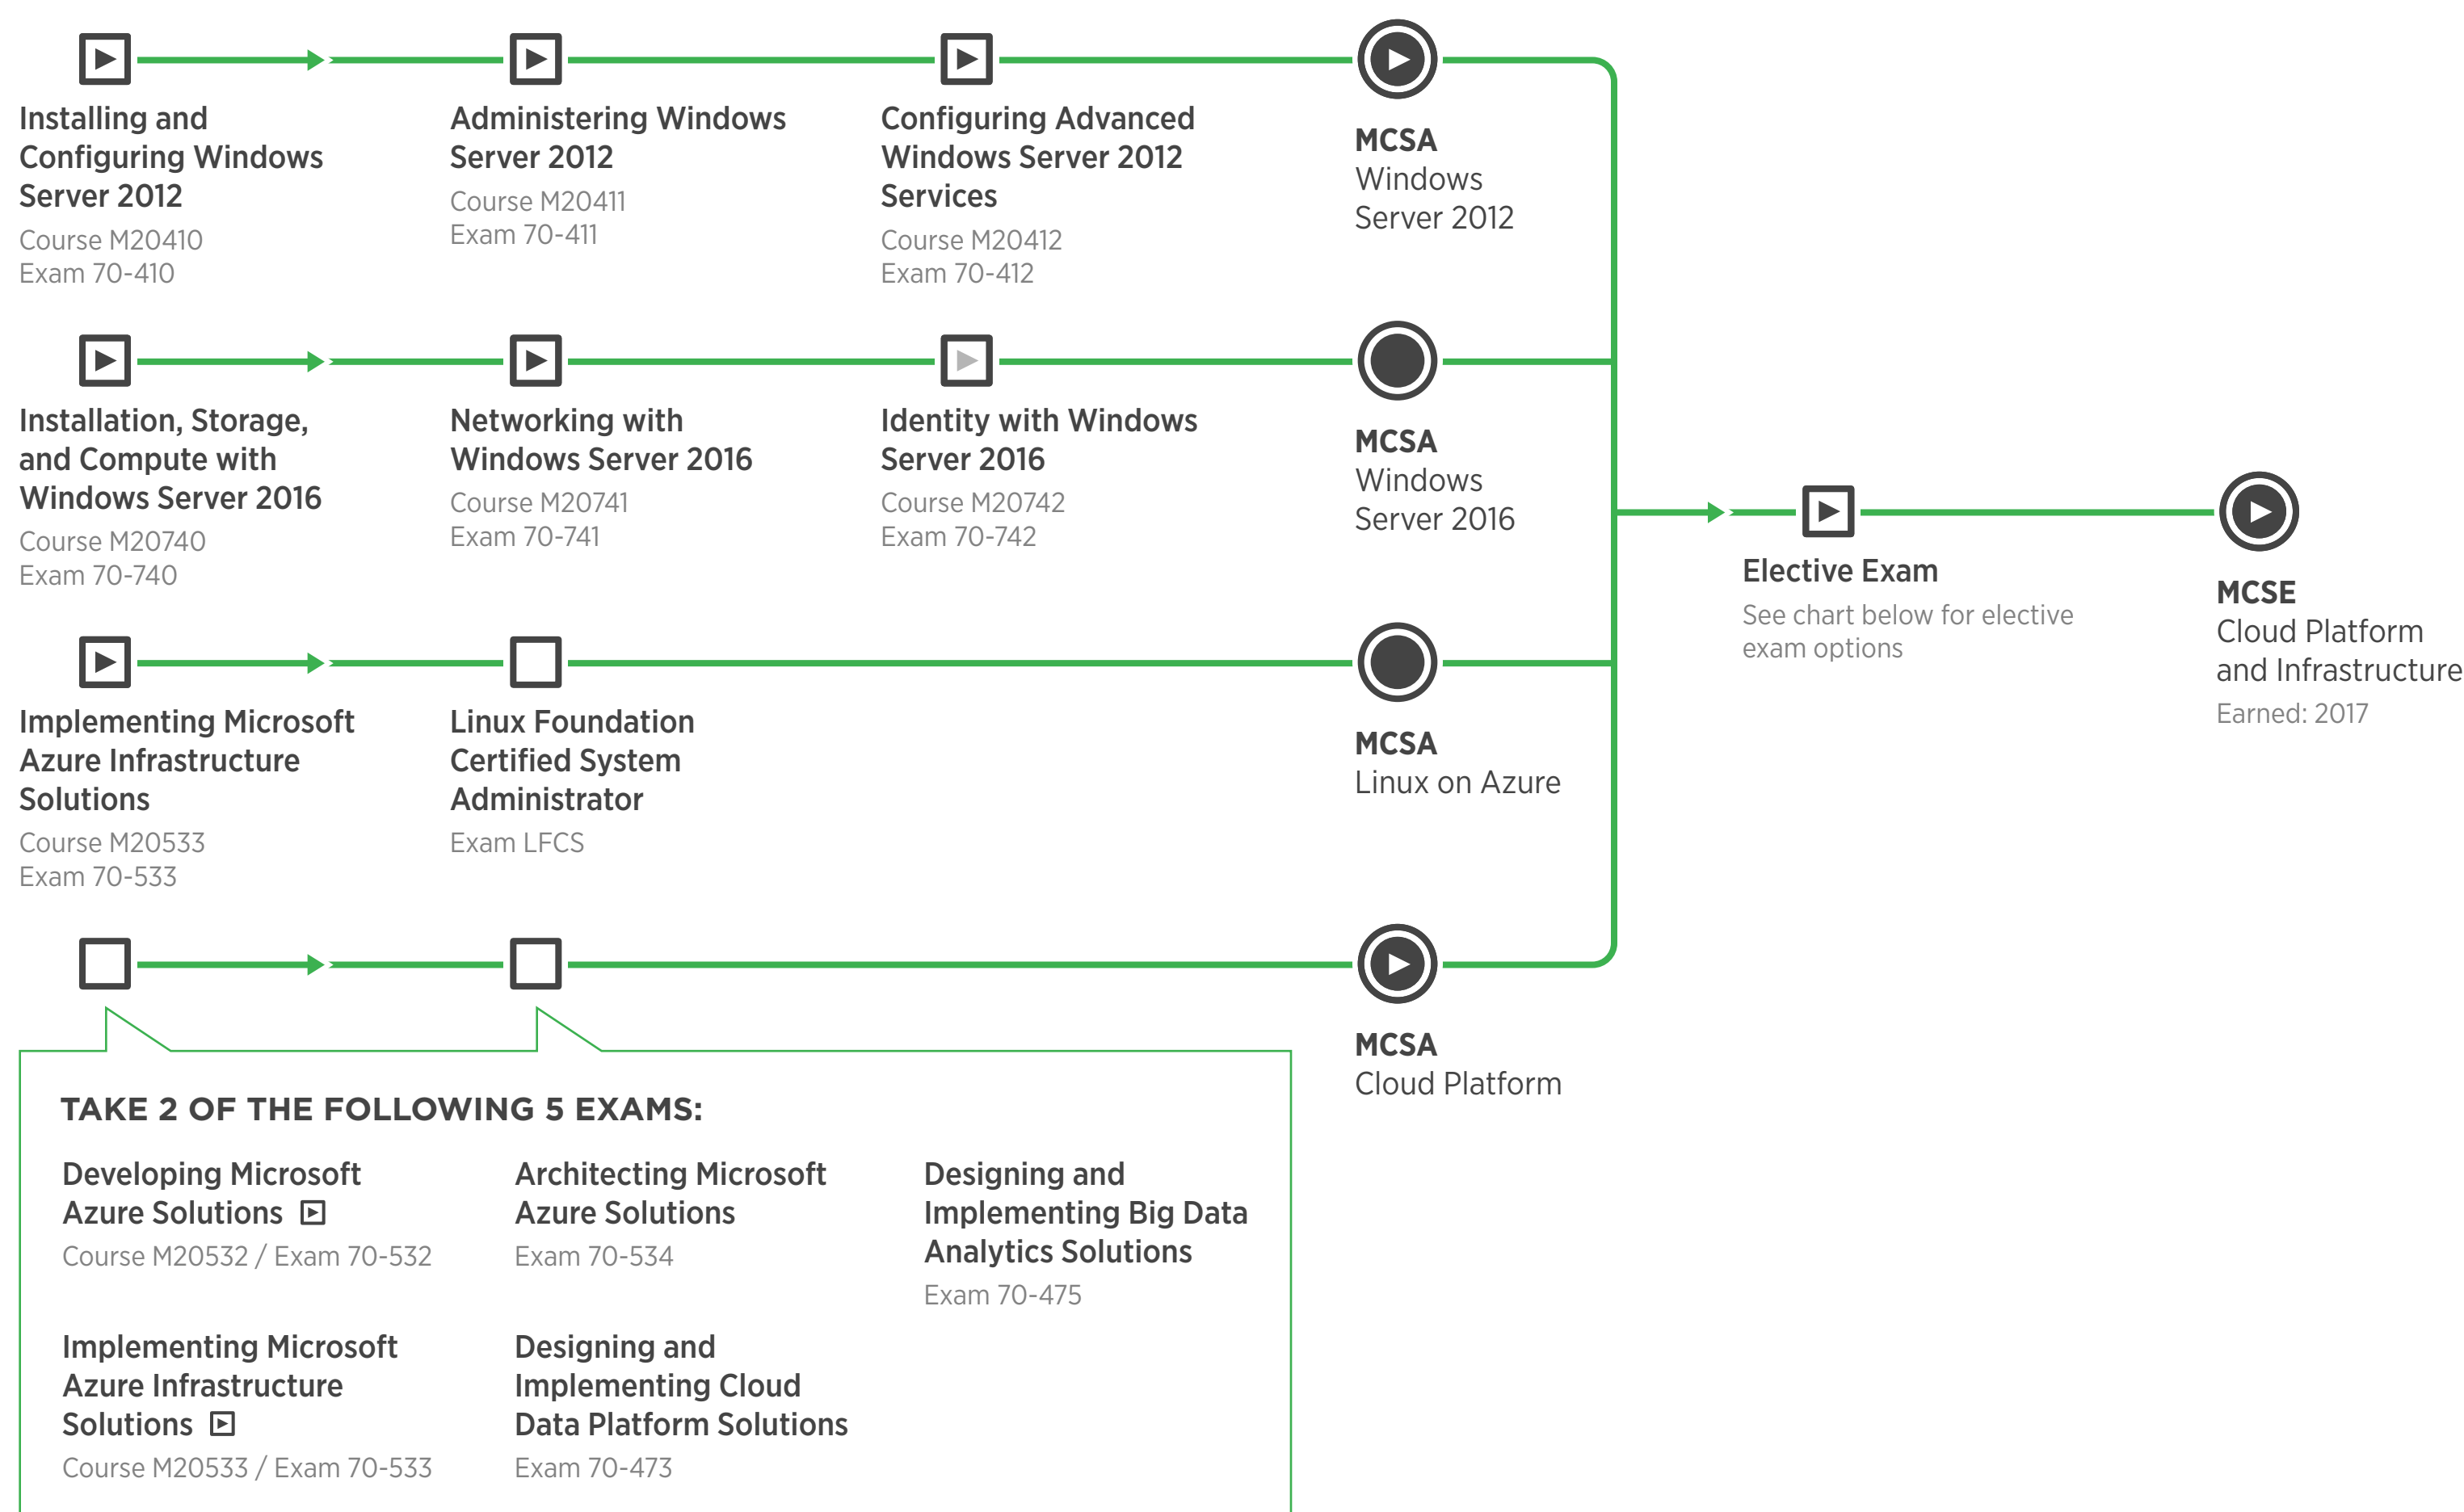 Installing and
Configuring Windows
Server 2012
Course M20410
Exam 70-410
Administering Windows
Server 2012
Course M20411
Exam 70-411
Configuring Advanced
Windows Server 2012
Services
Course M20412
Exam 70-412
MCSA
Windows
Server 2012
Installation, Storage,
and Compute with
Windows Server 2016
Course M20740
Exam 70-740
Networking with
Windows Server 2016
Course M20741
Exam 70-741
Identity with Windows
Server 2016
Course M20742
Exam 70-742
MCSA
Windows
Server 2016
Elective Exam
See chart below for elective
exam options
MCSE
Cloud Platform
and Infrastructure
Earned: 2017
Implementing Microsoft
Azure Infrastructure
Solutions
Course M20533
Exam 70-533
Linux Foundation
Certified System
Administrator
Exam LFCS
MCSA
Linux on Azure
MCSA
Cloud Platform
TAKE 2 OF THE FOLLOWING 5 EXAMS:
Developing Microsoft
Azure Solutions
Course M20532 / Exam 70-532
Architecting Microsoft
Azure Solutions
Exam 70-534
Designing and
Implementing Big Data
Analytics Solutions
Exam 70-475
Implementing Microsoft
Azure Infrastructure
Solutions
Course M20533 / Exam 70-533
Designing and
Implementing Cloud
Data Platform Solutions
Exam 70-473